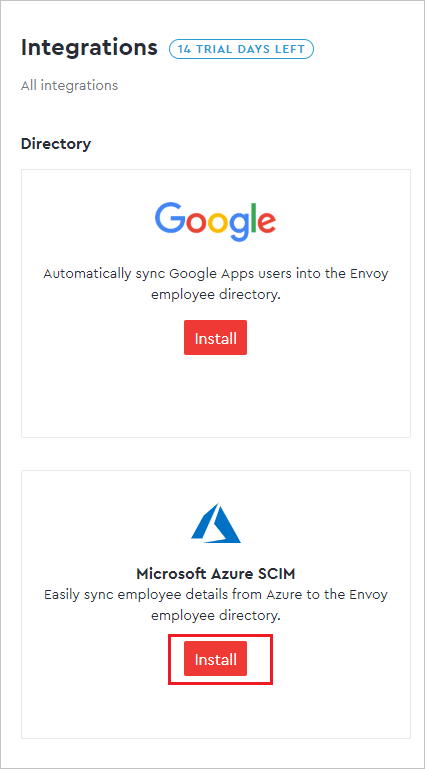 Integrations 14 TRIAL DAYS LEFT
All integrations
Directory
Google
Automatically sync Google Apps users into the Envoy
employee directory.
Install
Microsoft Azure SCIM
Easily sync employee details from Azure to the Envoy
employee directory.
Install